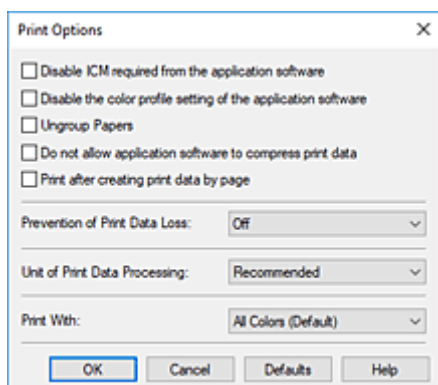 Print Options
Disable ICM required from the application software
Disable the color profile setting of the application software
Ungroup Papers
Do not allow application software to compress print data
Print after creating print data by page
Prevention of Print Data Loss: Off
Unit of Print Data Processing: Recommended
Print With: All Colors (Default)
OK Cancel Defaults Help